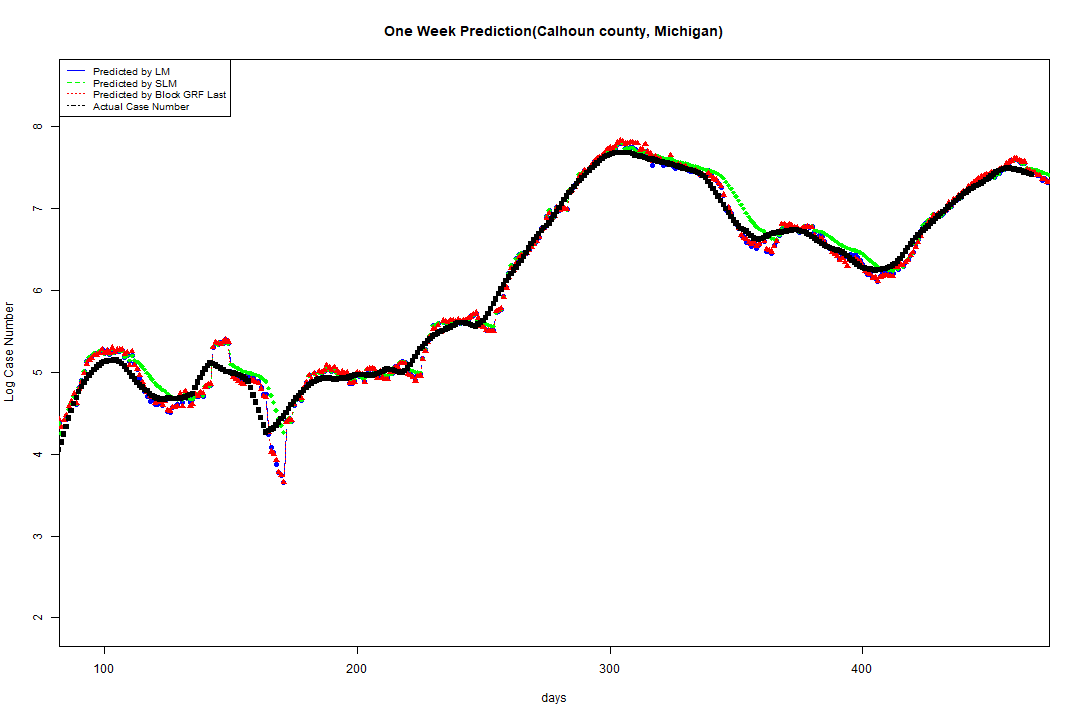 One Week Prediction(Calhoun county, Michigan)
Predicted by LM
Predicted by SLM
Predicted by Block GRF Last
Actual Case Number
8
7
6
5
4
3
2
Log Case Number
100 200 300 400
days